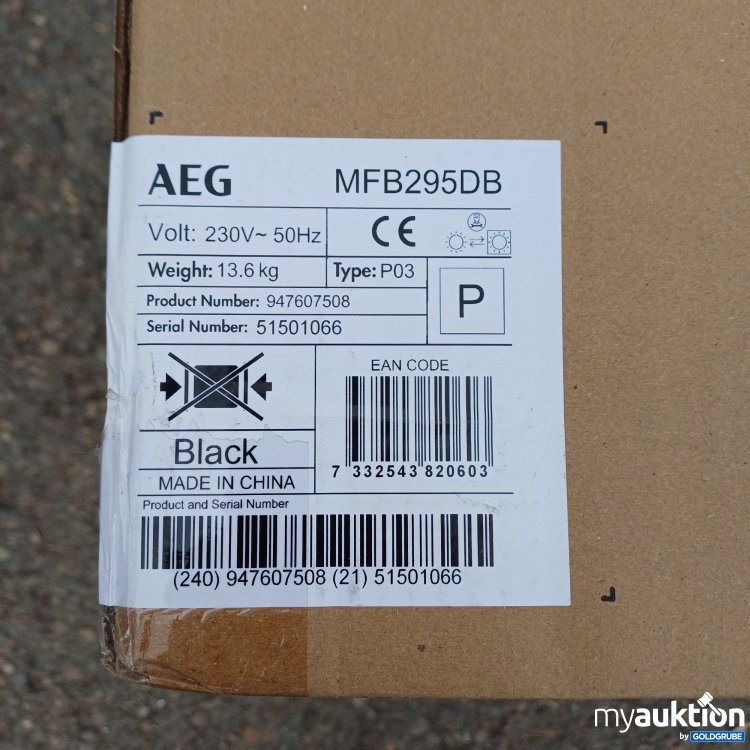 AEG MFB295DB
Volt: 230V~ 50Hz CE
Weight: 13.6 kg Type: P03
P
Product Number: 947607508
Serial Number: 51501066
EAN CODE
7 332543 820603
Black
MADE IN CHINA
Product and Serial Number
(240) 947607508 (21) 51501066
myauktion
by GOLDGRUBE